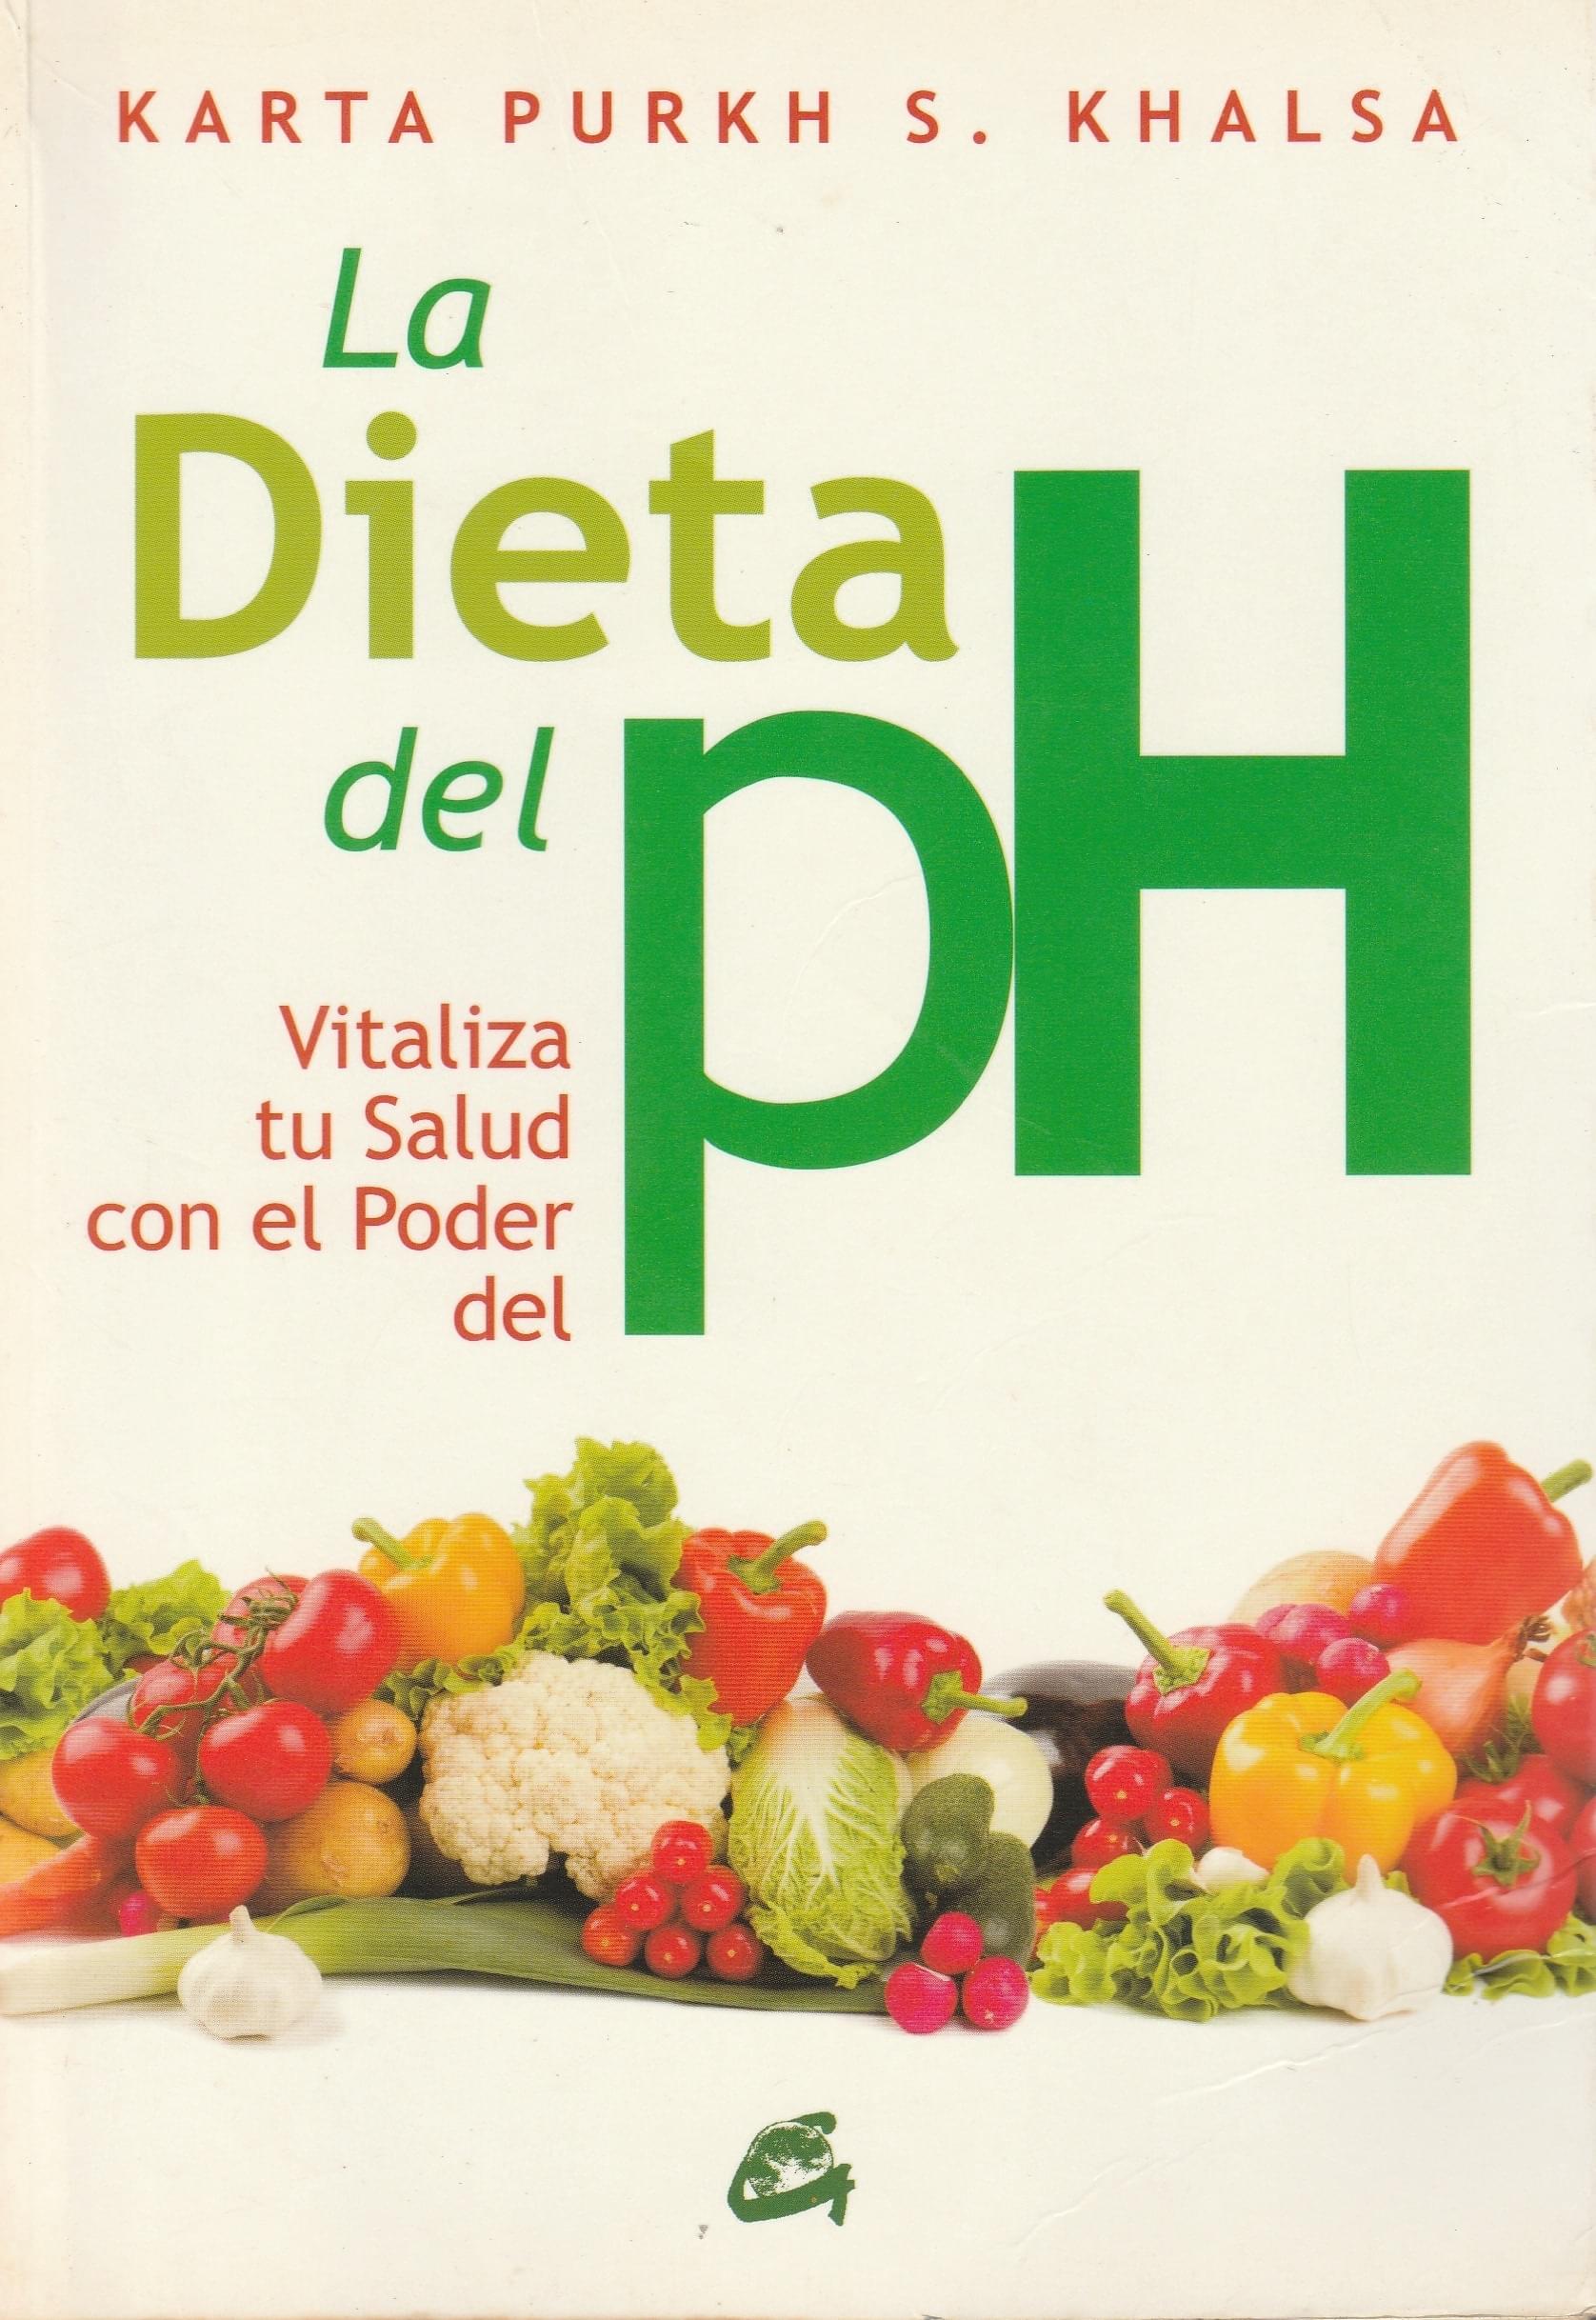 KARTA PURKH S. KHALSA
La
Dieta
del pH
Vitaliza
tu Salud
con el Poder
del